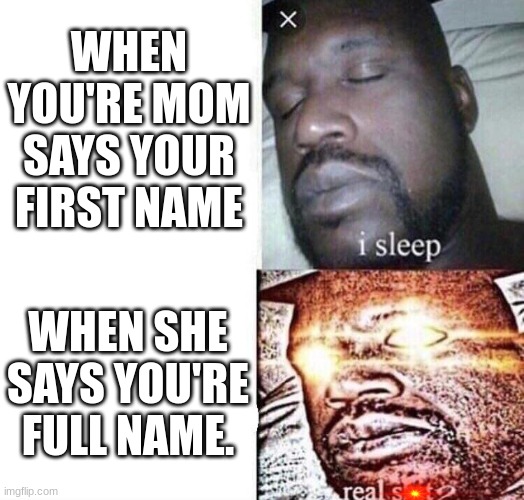 WHEN
YOU'RE MOM
SAYS YOUR
FIRST NAME
i sleep
WHEN SHE
SAYS YOU'RE
FULL NAME.
real
imgflip.com